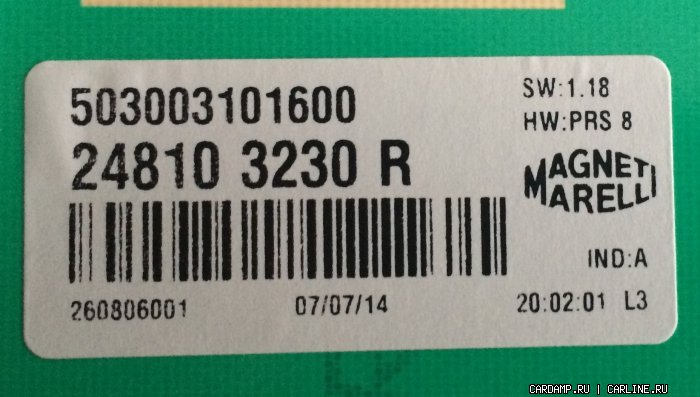 503003101600
SW:1.18
HW:PRS 8
24810 3230 R
MAGNETI
MARELLI
IND:A
260806001 07/07/14 20:02:01 L3
CARDAMP.RU | CARLINE.RU